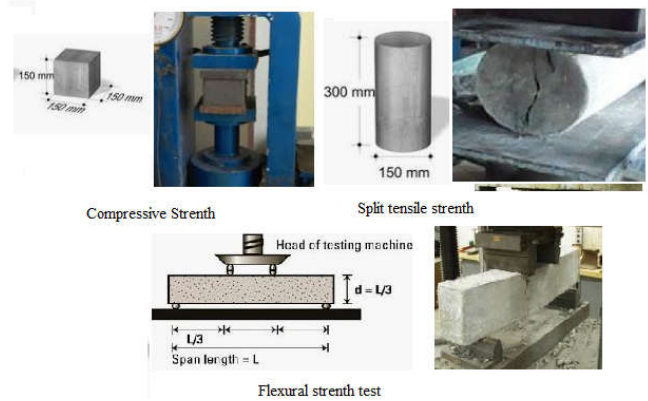 150 mm
150 mm
150 mm
300 mm
150 mm
Compressive Strenth
Split tensile strenth
Head of testing machine
d = L/3
L/3
Span length = L
Flexural strenth test